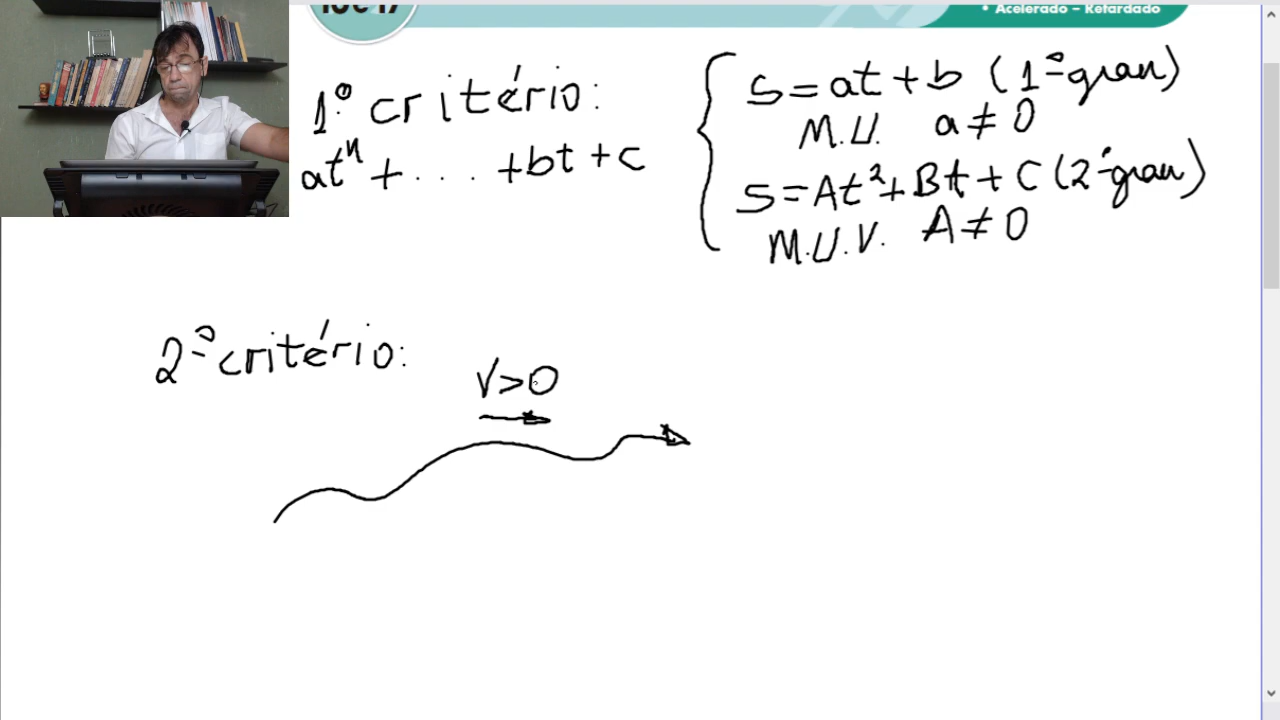 • Acelerado – Retardado
1º critério:
atⁿ + . . . + bt + c
S = at + b (1º grau)
M.U. a ≠ 0
S = At² + Bt + C (2º grau)
M.U.V. A ≠ 0
2º critério:
V > 0